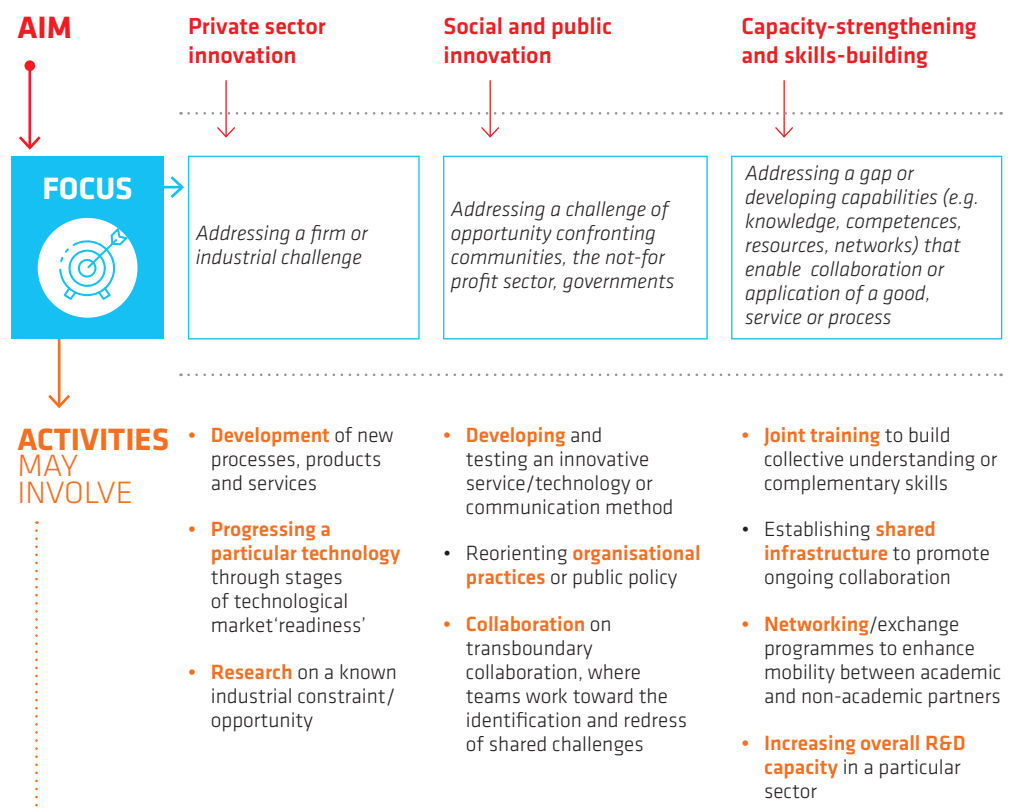 AIM
Private sector
innovation
Social and public
innovation
Capacity-strengthening
and skills-building
FOCUS
Addressing a firm or
industrial challenge
Addressing a challenge of
opportunity confronting
communities, the not-for
profit sector, governments
Addressing a gap or
developing capabilities (e.g.
knowledge, competences,
resources, networks) that
enable  collaboration or
application of a good,
service or process
ACTIVITIES
MAY
INVOLVE
• Development of new
processes, products
and services
• Progressing a
particular technology
through stages
of technological
market‘readiness’
• Research on a known
industrial constraint/
opportunity
• Developing and
testing an innovative
service/technology or
communication method
• Reorienting organisational
practices or public policy
• Collaboration on
transboundary
collaboration, where
teams work toward the
identification and redress
of shared challenges
• Joint training to build
collective understanding or
complementary skills
• Establishing shared
infrastructure to promote
ongoing collaboration
• Networking/exchange
programmes to enhance
mobility between academic
and non-academic partners
• Increasing overall R&D
capacity in a particular
sector